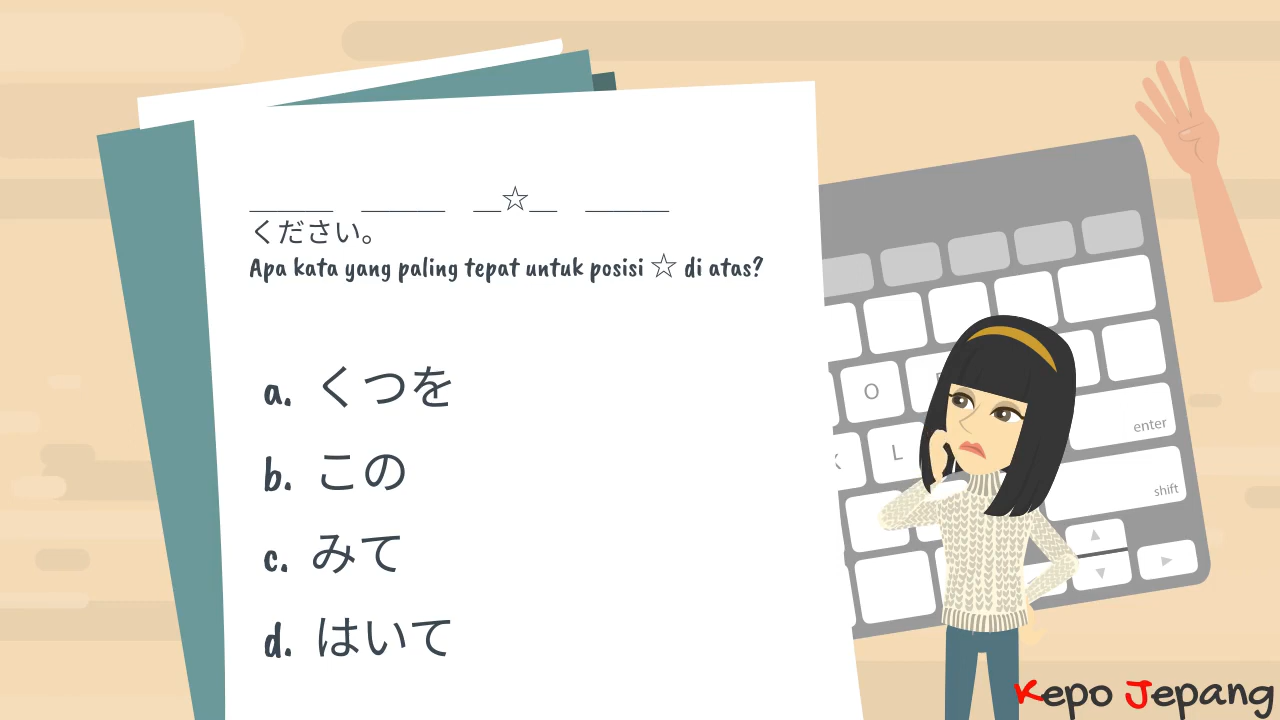 ______ ______ __☆__ ______
ください。
Apa kata yang paling tepat untuk posisi ☆ di atas?
a. くつを
b. この
c. みて
d. はいて
O
L
enter
shift
Kepo Jepang